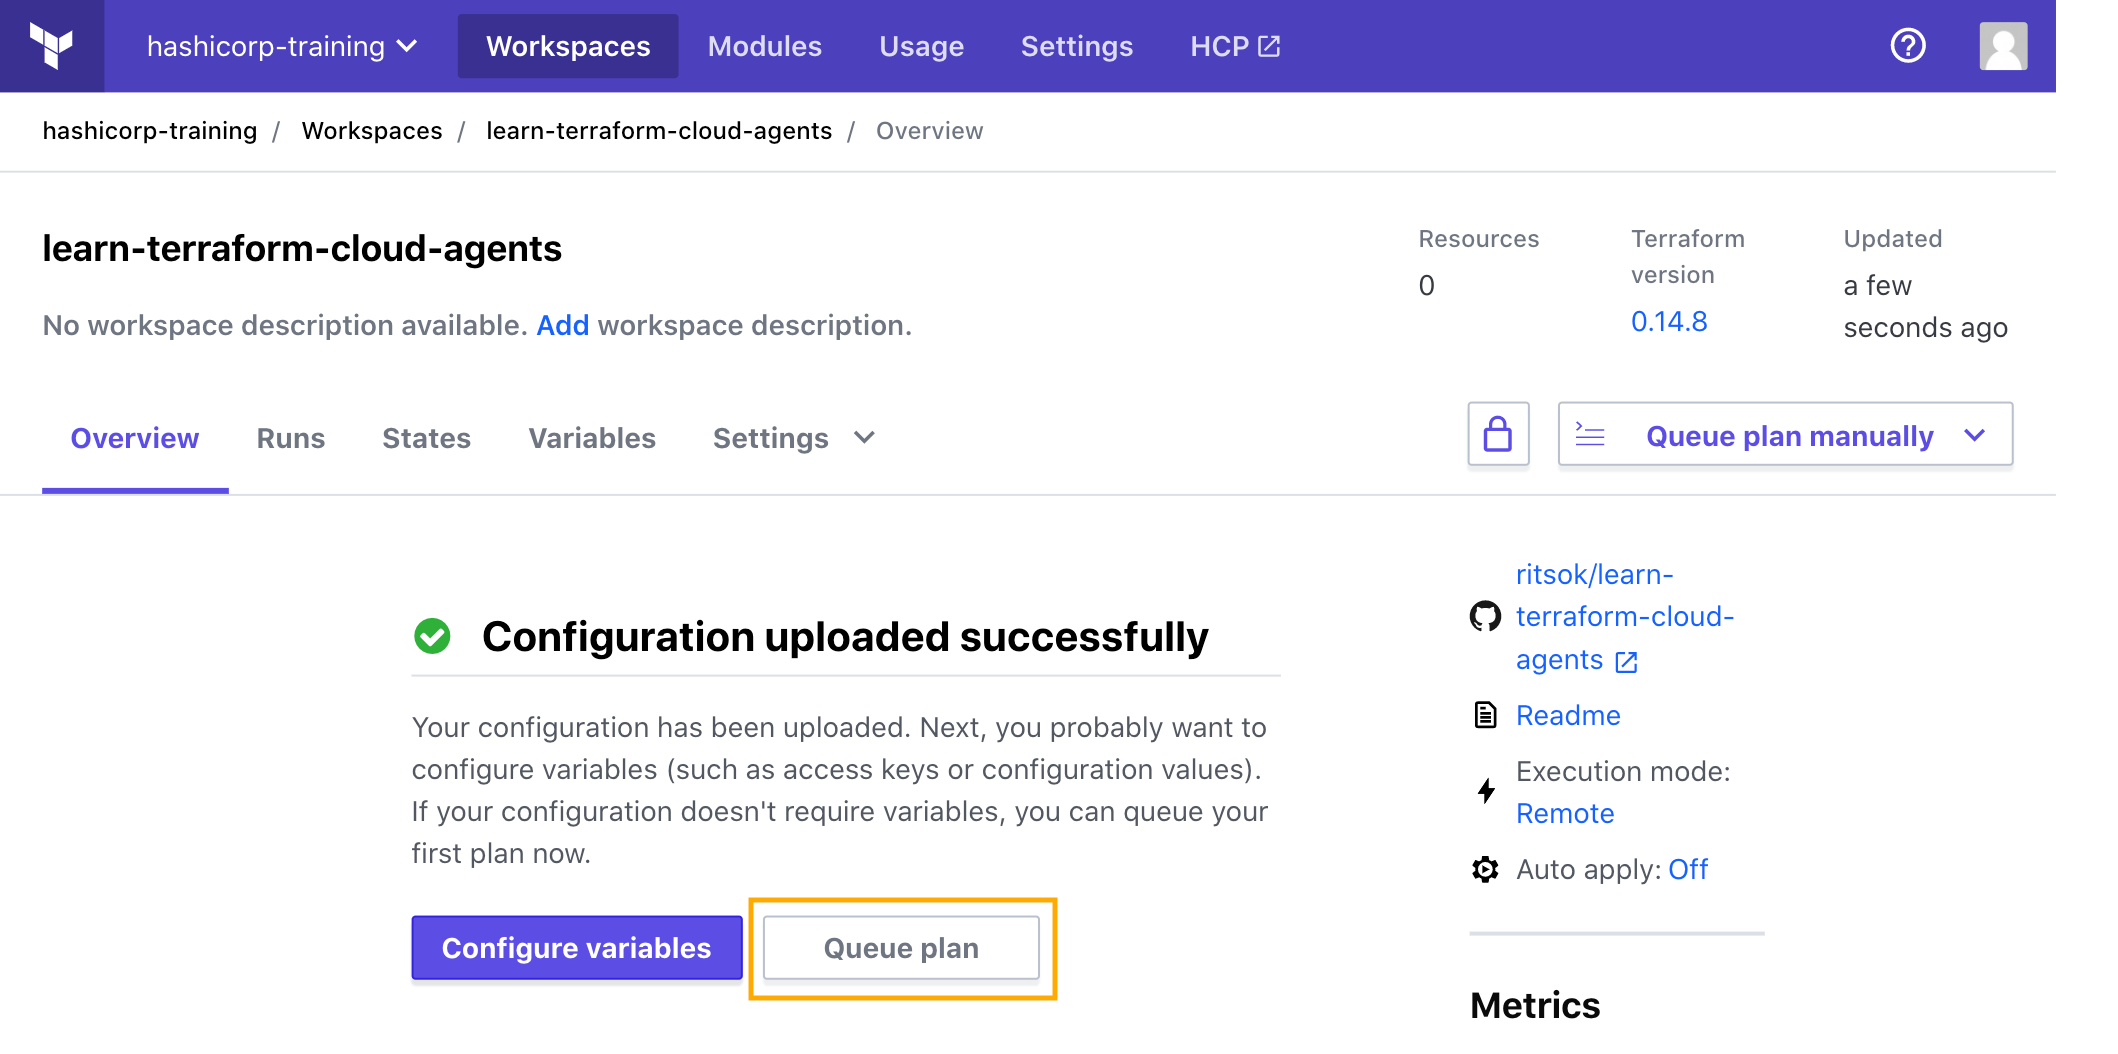 hashicorp-training Workspaces Modules Usage Settings HCP
hashicorp-training / Workspaces / learn-terraform-cloud-agents / Overview
learn-terraform-cloud-agents
No workspace description available. Add workspace description.
Resources
0
Terraform
version
0.14.8
Updated
a few
seconds ago
Overview Runs States Variables Settings
Queue plan manually
Configuration uploaded successfully
Your configuration has been uploaded. Next, you probably want to
configure variables (such as access keys or configuration values).
If your configuration doesn't require variables, you can queue your
first plan now.
Configure variables Queue plan
ritsok/learn-
terraform-cloud-
agents
Readme
Execution mode:
Remote
Auto apply: Off
Metrics